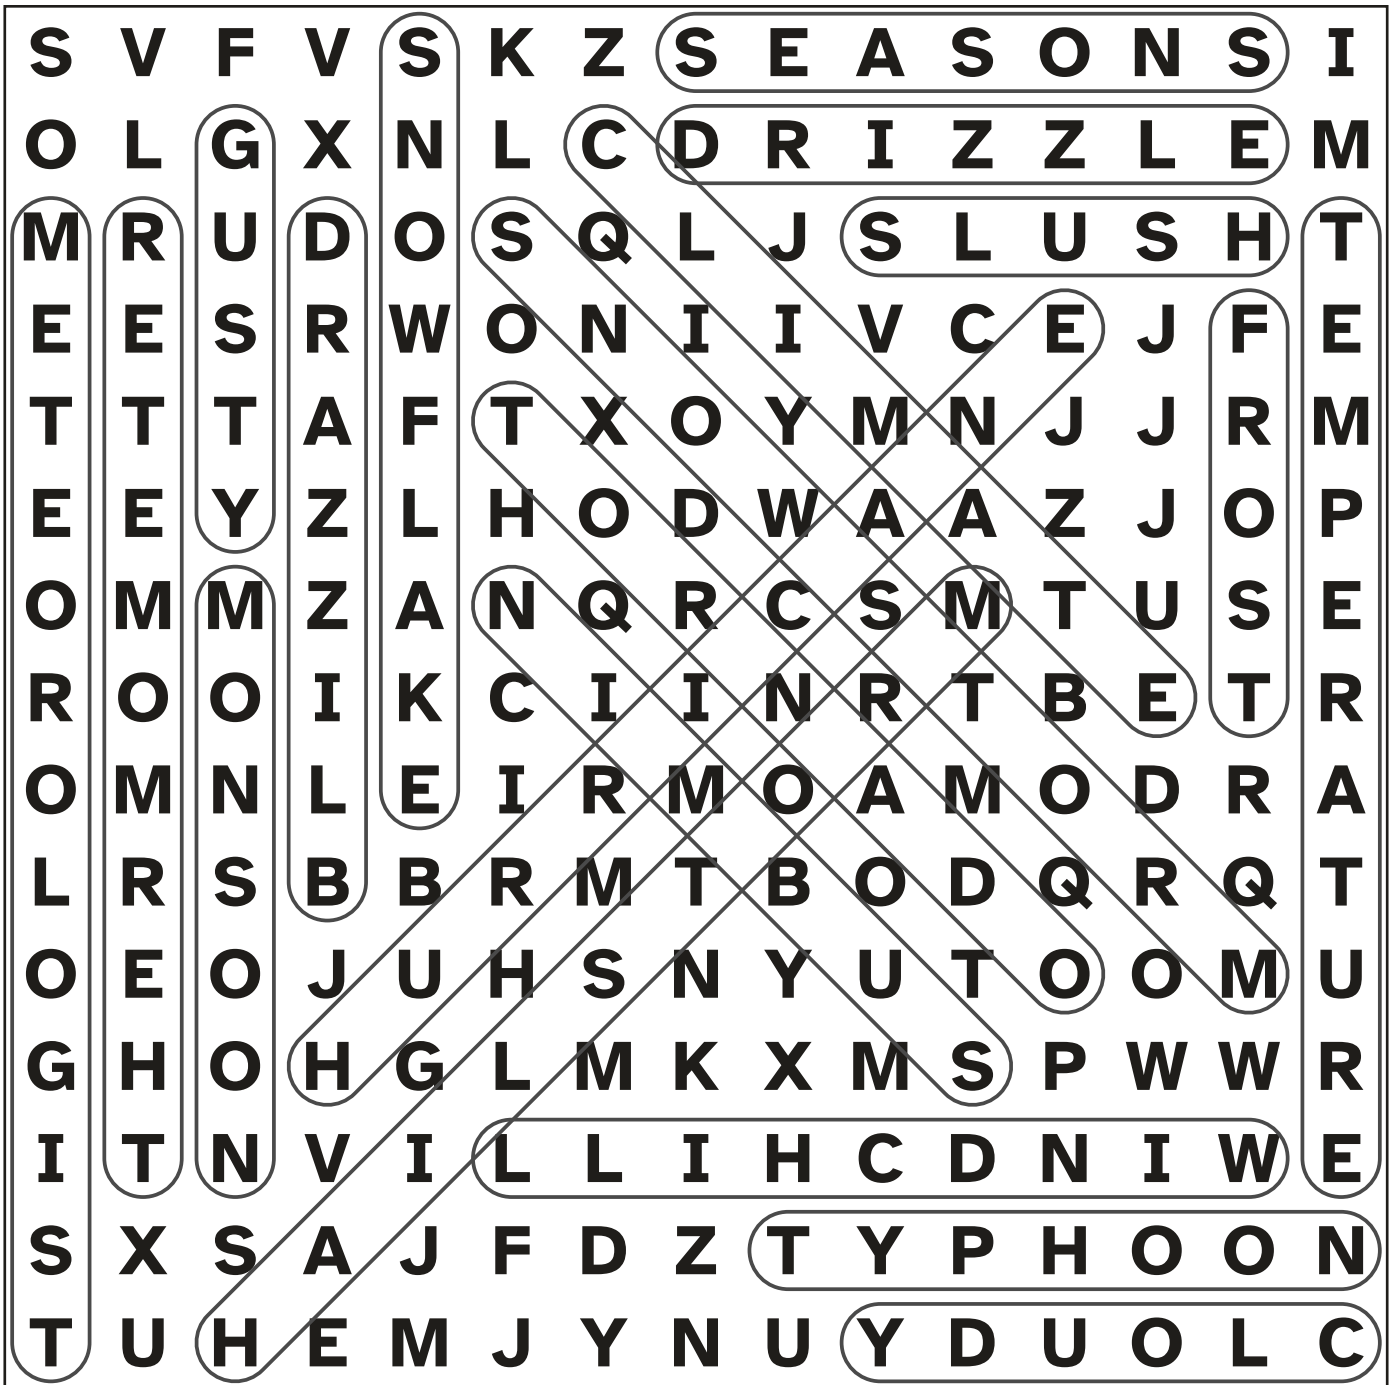 S V F V S K Z S E A S O N S I
O L G X N L C D R I Z Z L E M
M R U D O S Q L J S L U S H T
E E S R W O N I I V C E J F E
T T T A F T X O Y M N J J R M
E E Y Z L H O D W A A Z J O P
O M M Z A N Q R C S M T U S E
R O O I K C I I N R T B E T R
O M N L E I R M O A M O D R A
L R S B B R M T B O D Q R Q T
O E O J U H S N Y U T O O M U
G H O H G L M K X M S P W W R
I T N V I L L I H C D N I W E
S X S A J F D Z T Y P H O O N
T U H E M J Y N U Y D U O L C